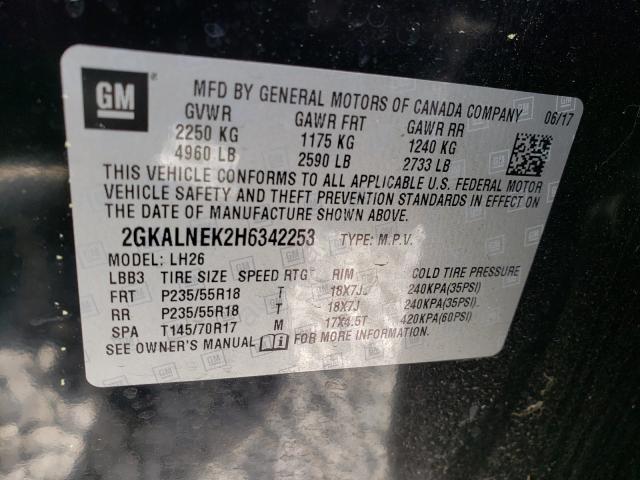 GM ®
MFD BY GENERAL MOTORS OF CANADA COMPANY 06/17
GVWR GAWR FRT GAWR RR
2250 KG 1175 KG 1240 KG
4960 LB 2590 LB 2733 LB
THIS VEHICLE CONFORMS TO ALL APPLICABLE U.S. FEDERAL MOTOR
VEHICLE SAFETY AND THEFT PREVENTION STANDARDS IN EFFECT ON
THE DATE OF MANUFACTURE SHOWN ABOVE.
2GKALNEK2H6342253 TYPE: M.P.V.
MODEL: LH26
LBB3 TIRE SIZE SPEED RTG RIM COLD TIRE PRESSURE
FRT P235/55R18 T 18X7J 240KPA(35PSI)
RR P235/55R18 T 18X7J 240KPA(35PSI)
SPA T145/70R17 M 17X4.5T 420KPA(60PSI)
SEE OWNER'S MANUAL FOR MORE INFORMATION.